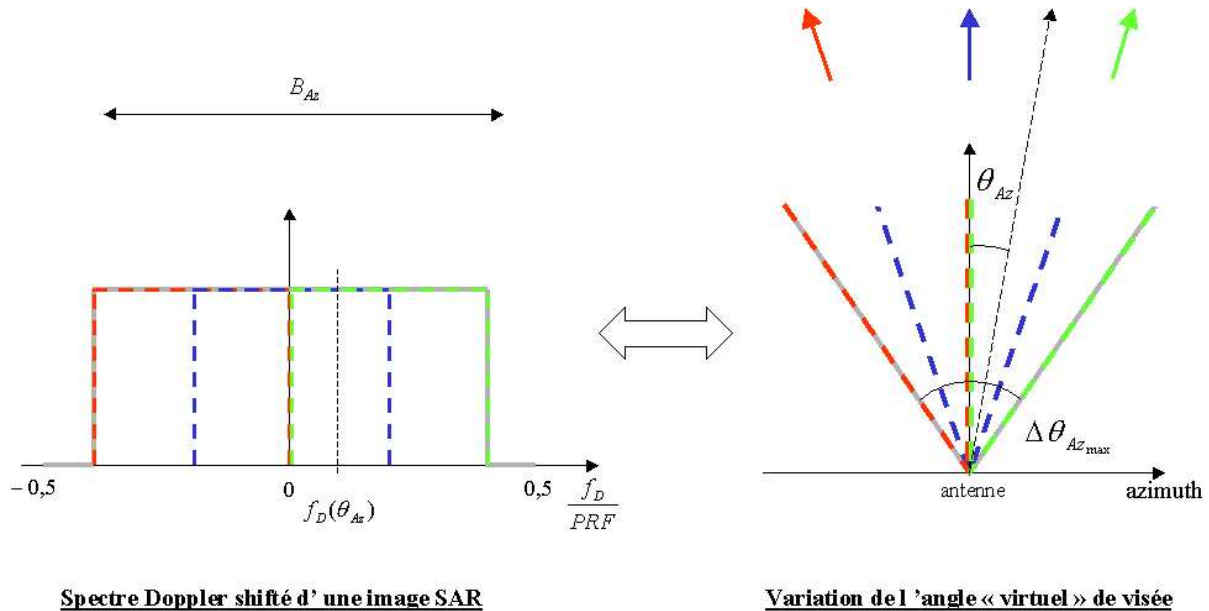 B_Az
θ_Az
Δθ_Az_max
– 0,5
0
0,5
f_D(θ_Az)
f_D
PRF
antenne
azimuth
Spectre Doppler shifté d' une image SAR
Variation de l 'angle « virtuel » de visée